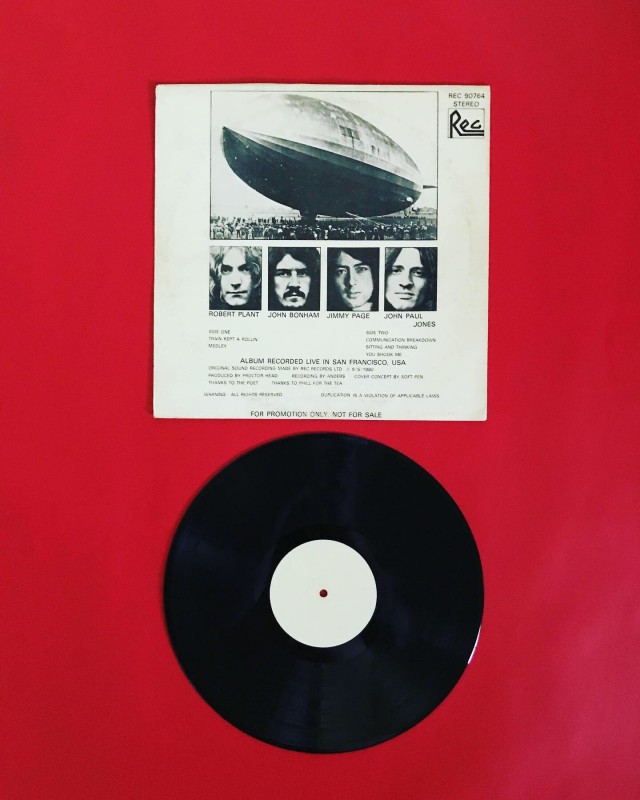 REC 90764
STEREO
Rec
ROBERT PLANT JOHN BONHAM JIMMY PAGE JOHN PAUL JONES
SIDE ONE
TRAIN KEPT A ROLLIN'
MEDLEY
SIDE TWO
COMMUNICATION BREAKDOWN
SITTING AND THINKING
YOU SHOOK ME
ALBUM RECORDED LIVE IN SAN FRANCISCO, USA
ORIGINAL SOUND RECORDING MADE BY REC RECORDS LTD
PRODUCED BY PROCTOR HEAD RECORDING BY ANDERS COVER CONCEPT BY SOFT PEN
THANKS TO THE POET THANKS TO PHILL FOR THE TEA
WARNING: ALL RIGHTS RESERVED. DUPLICATION IS A VIOLATION OF APPLICABLE LAWS.
FOR PROMOTION ONLY. NOT FOR SALE